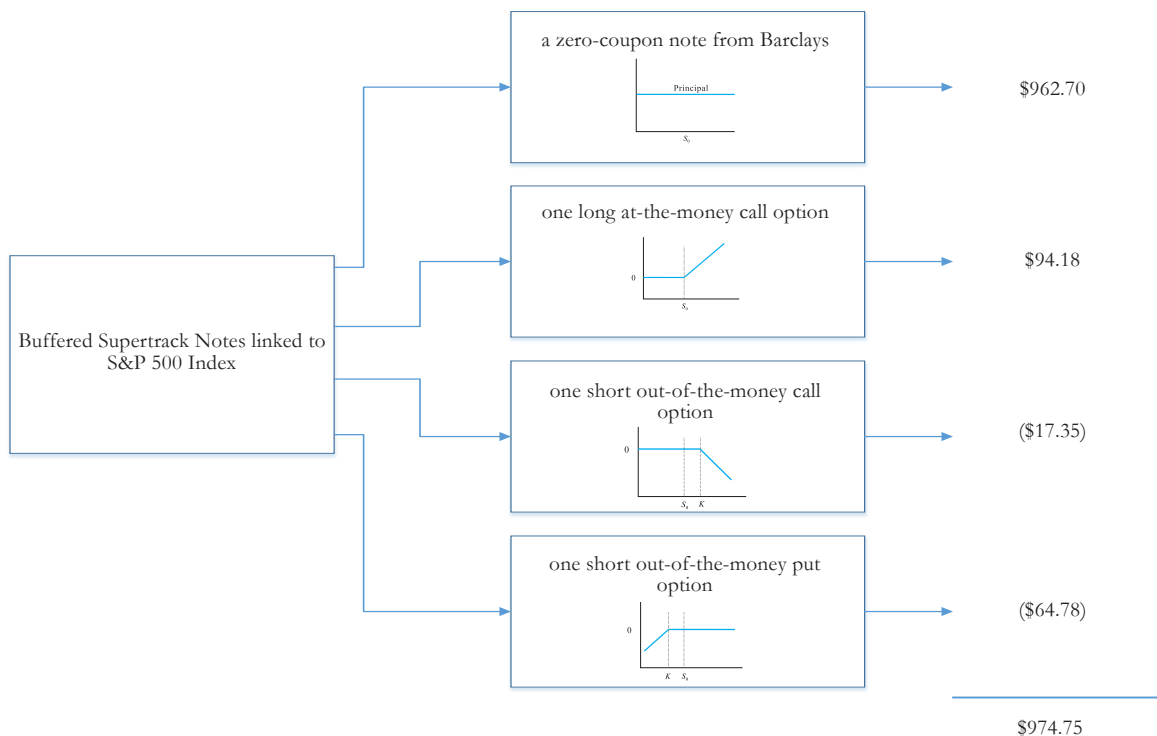 a zero-coupon note from Barclays
Principal
S0
$962.70
one long at-the-money call option
0
S0
$94.18
Buffered Supertrack Notes linked to
S&P 500 Index
one short out-of-the-money call
option
0
S0 K
($17.35)
one short out-of-the-money put
option
0
K S0
($64.78)
$974.75